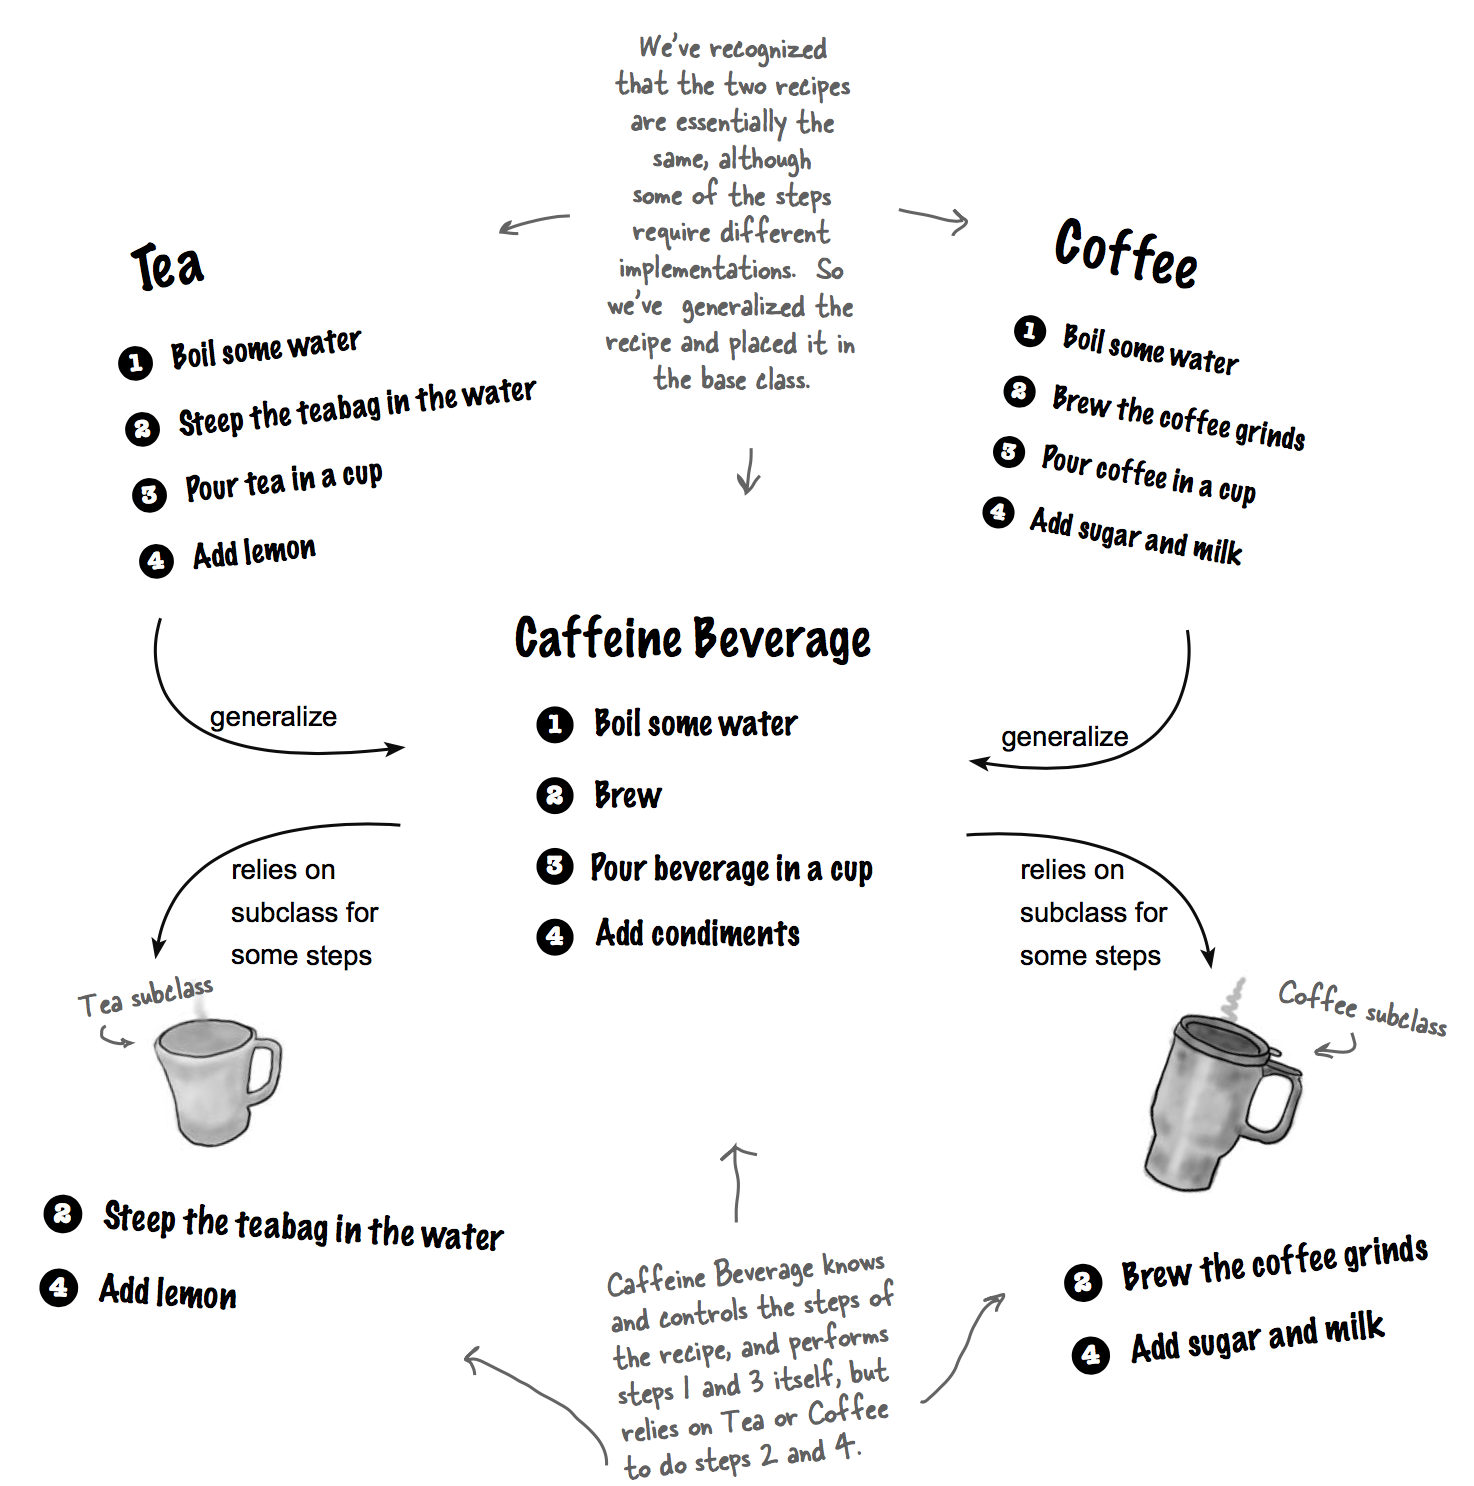 We've recognized
that the two recipes
are essentially the
same, although
some of the steps
require different
implementations. So
we've generalized the
recipe and placed it in
the base class.
Tea
1 Boil some water
2 Steep the teabag in the water
3 Pour tea in a cup
4 Add lemon
Coffee
1 Boil some water
2 Brew the coffee grinds
3 Pour coffee in a cup
4 Add sugar and milk
Caffeine Beverage
1 Boil some water
2 Brew
3 Pour beverage in a cup
4 Add condiments
generalize
generalize
relies on
subclass for
some steps
relies on
subclass for
some steps
Tea subclass
Coffee subclass
2 Steep the teabag in the water
4 Add lemon
2 Brew the coffee grinds
4 Add sugar and milk
Caffeine Beverage knows
and controls the steps of
the recipe, and performs
steps 1 and 3 itself, but
relies on Tea or Coffee
to do steps 2 and 4.